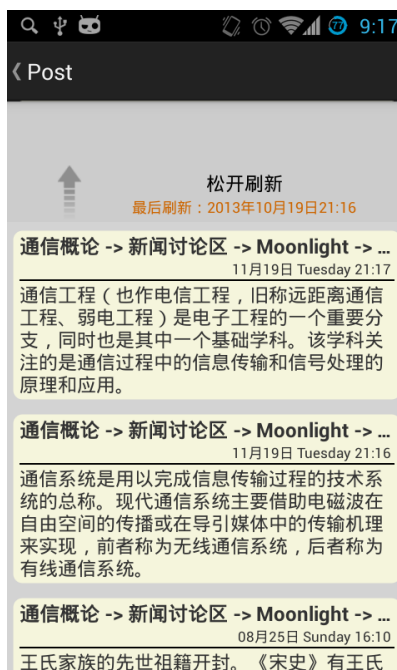 77 9:17
Post
松开刷新
最后刷新：2013年10月19日21:16
通信概论 -> 新闻讨论区 -> Moonlight -> ...
11月19日 Tuesday 21:17
通信工程（也作电信工程，旧称远距离通信
工程、弱电工程）是电子工程的一个重要分
支，同时也是其中一个基础学科。该学科关
注的是通信过程中的信息传输和信号处理的
原理和应用。
通信概论 -> 新闻讨论区 -> Moonlight -> ...
11月19日 Tuesday 21:16
通信系统是用以完成信息传输过程的技术系
统的总称。现代通信系统主要借助电磁波在
自由空间的传播或在导引媒体中的传输机理
来实现，前者称为无线通信系统，后者称为
有线通信系统。
通信概论 -> 新闻讨论区 -> Moonlight -> ...
08月25日 Sunday 16:10
王氏家族的先世祖籍开封。《宋史》有王氏